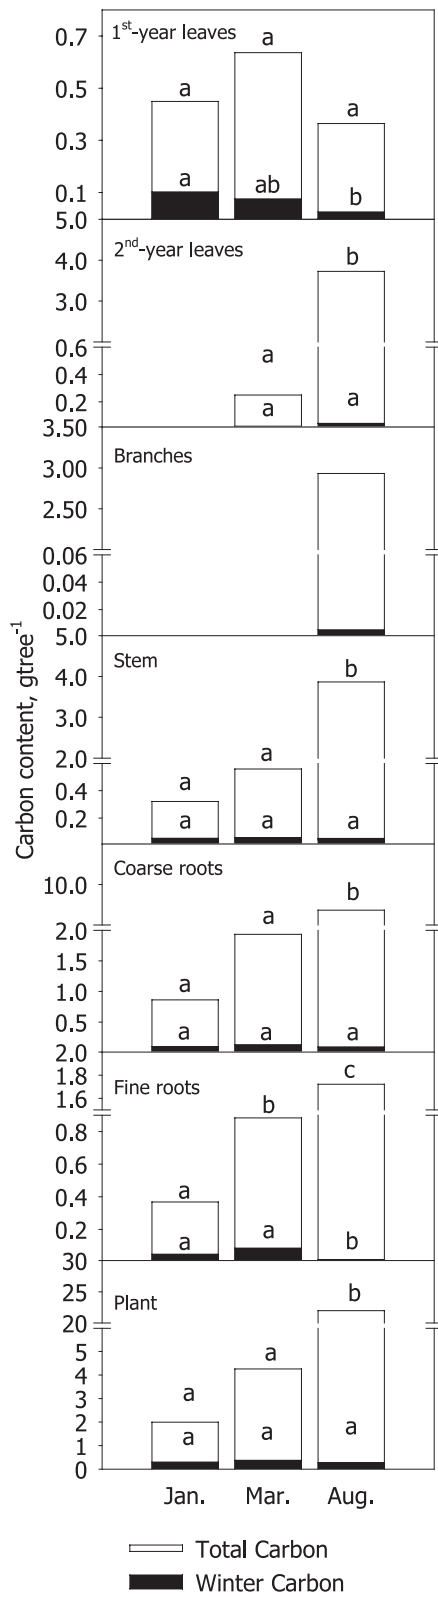 1st-year leaves
0.7
a
a
0.5
a
0.3
a
ab
b
0.1
5.0
2nd-year leaves
4.0
b
3.0
0.6
a
0.4
a
a
0.2
3.50
Branches
3.00
2.50
0.06
0.04
0.02
5.0
Stem
4.0
b
3.0
a
2.0
a
0.4
a
a
a
0.2
Coarse roots
10.0
b
a
2.0
1.5
a
1.0
0.5
a
a
a
2.0
Fine roots
1.8
c
1.6
b
0.8
0.6
a
0.4
0.2
a
a
b
30
Plant
25
b
20
a
5
4
a
3
2
a
a
a
1
0
Jan.
Mar.
Aug.
Carbon content, gtree-1
Total Carbon
Winter Carbon